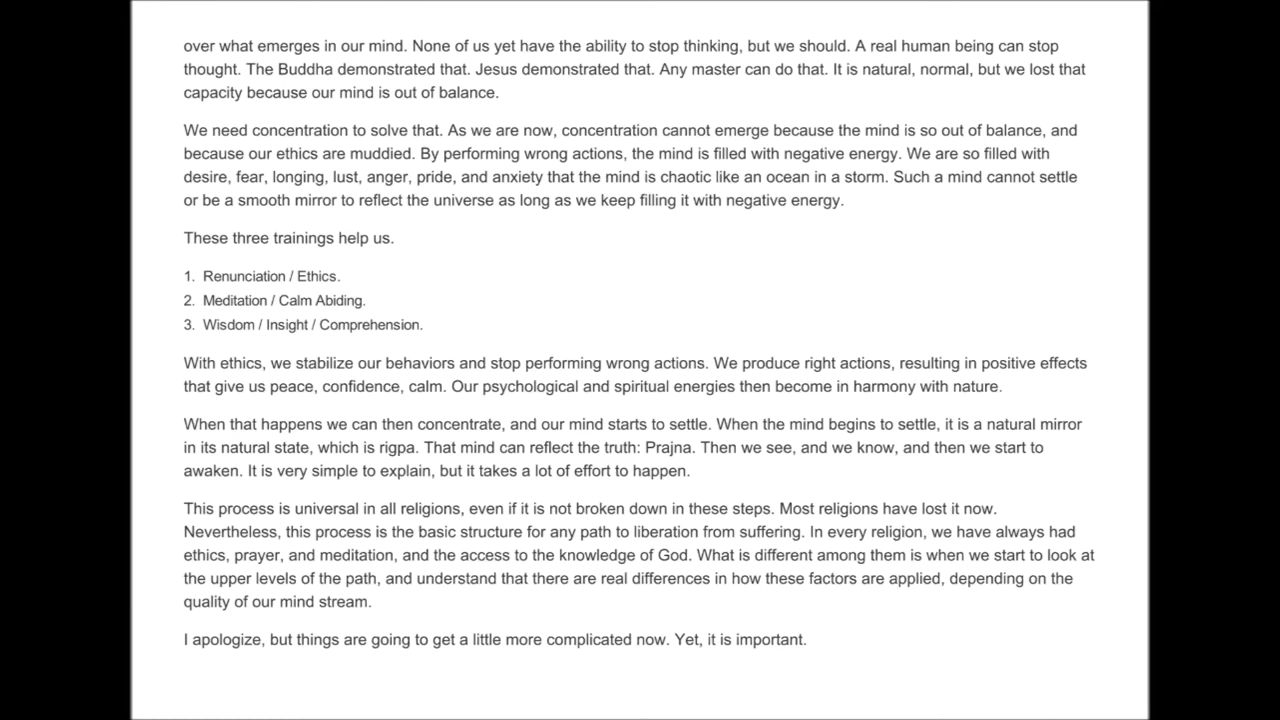 over what emerges in our mind. None of us yet have the ability to stop thinking, but we should. A real human being can stop
thought. The Buddha demonstrated that. Jesus demonstrated that. Any master can do that. It is natural, normal, but we lost that
capacity because our mind is out of balance.
We need concentration to solve that. As we are now, concentration cannot emerge because the mind is so out of balance, and
because our ethics are muddied. By performing wrong actions, the mind is filled with negative energy. We are so filled with
desire, fear, longing, lust, anger, pride, and anxiety that the mind is chaotic like an ocean in a storm. Such a mind cannot settle
or be a smooth mirror to reflect the universe as long as we keep filling it with negative energy.
These three trainings help us.
1. Renunciation / Ethics.
2. Meditation / Calm Abiding.
3. Wisdom / Insight / Comprehension.
With ethics, we stabilize our behaviors and stop performing wrong actions. We produce right actions, resulting in positive effects
that give us peace, confidence, calm. Our psychological and spiritual energies then become in harmony with nature.
When that happens we can then concentrate, and our mind starts to settle. When the mind begins to settle, it is a natural mirror
in its natural state, which is rigpa. That mind can reflect the truth: Prajna. Then we see, and we know, and then we start to
awaken. It is very simple to explain, but it takes a lot of effort to happen.
This process is universal in all religions, even if it is not broken down in these steps. Most religions have lost it now.
Nevertheless, this process is the basic structure for any path to liberation from suffering. In every religion, we have always had
ethics, prayer, and meditation, and the access to the knowledge of God. What is different among them is when we start to look at
the upper levels of the path, and understand that there are real differences in how these factors are applied, depending on the
quality of our mind stream.
I apologize, but things are going to get a little more complicated now. Yet, it is important.